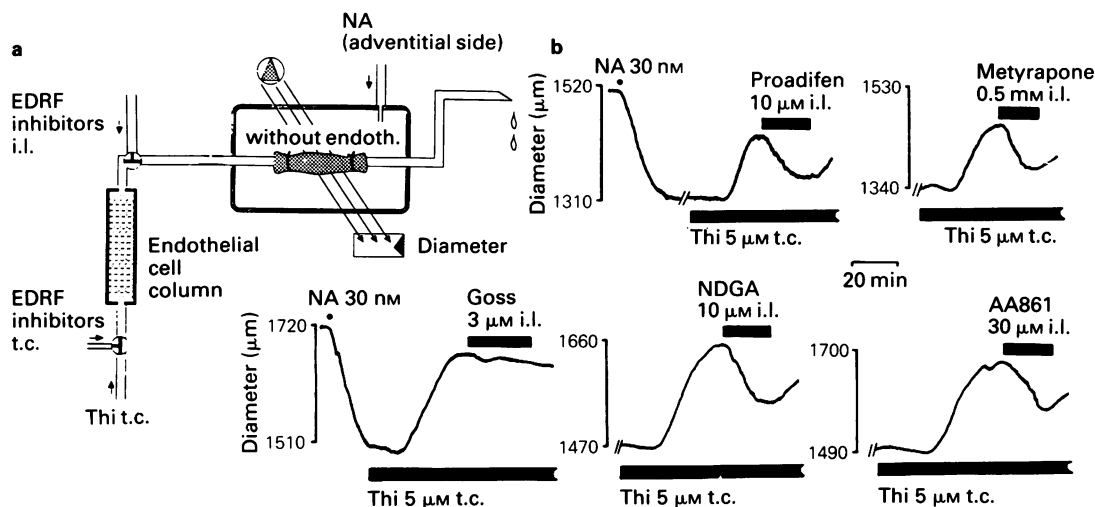 a
NA
(adventitial side)
EDRF
inhibitors
i.l.
without endoth.
Endothelial
cell
column
Diameter
EDRF
inhibitors
t.c.
Thi t.c.
b
NA 30 nM
Proadifen
10 μM i.l.
Diameter (μm)
1520
1310
Thi 5 μM t.c.
Metyrapone
0.5 mM i.l.
1530
1340
Thi 5 μM t.c.
20 min
NA 30 nM
Goss
3 μM i.l.
Diameter (μm)
1720
1510
Thi 5 μM t.c.
NDGA
10 μM i.l.
1660
1470
Thi 5 μM t.c.
AA861
30 μM i.l.
1700
1490
Thi 5 μM t.c.